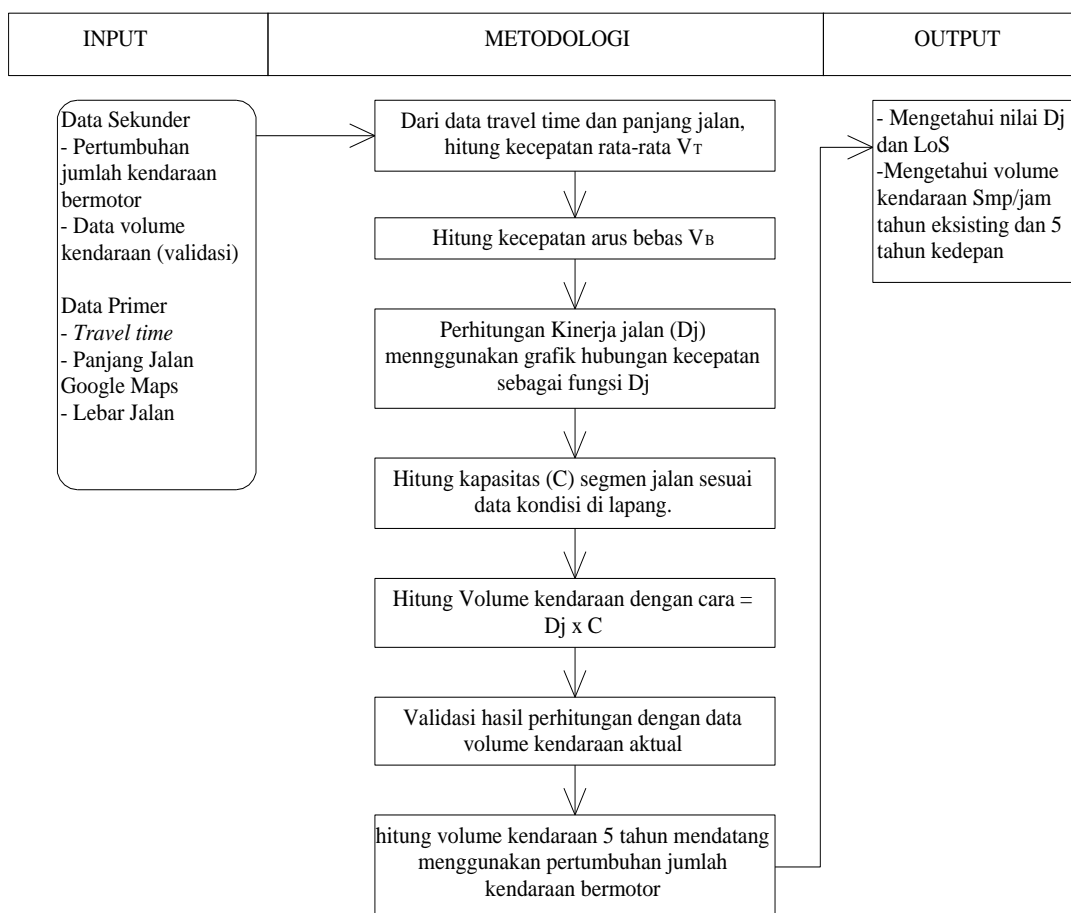 INPUT
METODOLOGI
OUTPUT
Data Sekunder
- Pertumbuhan
jumlah kendaraan
bermotor
- Data volume
kendaraan (validasi)
Data Primer
- Travel time
- Panjang Jalan
Google Maps
- Lebar Jalan
Dari data travel time dan panjang jalan,
hitung kecepatan rata-rata VT
Hitung kecepatan arus bebas VB
Perhitungan Kinerja jalan (Dj)
mennggunakan grafik hubungan kecepatan
sebagai fungsi Dj
Hitung kapasitas (C) segmen jalan sesuai
data kondisi di lapang.
Hitung Volume kendaraan dengan cara =
Dj x C
Validasi hasil perhitungan dengan data
volume kendaraan aktual
hitung volume kendaraan 5 tahun mendatang
menggunakan pertumbuhan jumlah
kendaraan bermotor
- Mengetahui nilai Dj
dan LoS
-Mengetahui volume
kendaraan Smp/jam
tahun eksisting dan 5
tahun kedepan